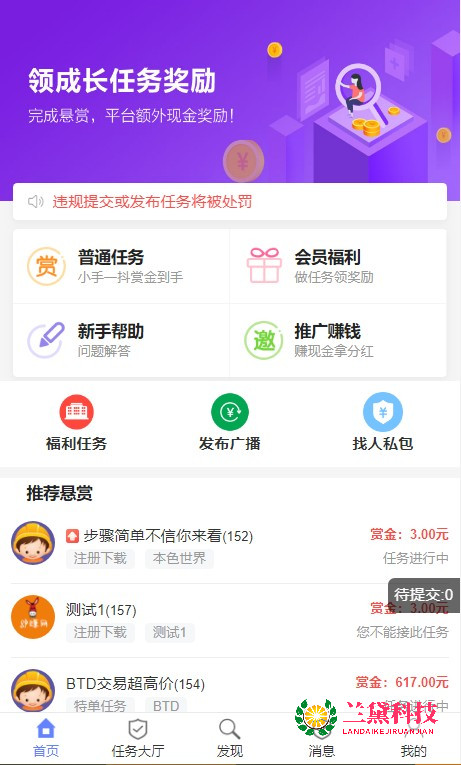 领成长任务奖励
完成悬赏，平台额外现金奖励！
违规提交或发布任务将被处罚
赏 普通任务
小手一抖赏金到手
会员福利
做任务领奖励
新手帮助
问题解答
邀 推广赚钱
赚现金拿分红
福利任务
发布广播
找人私包
推荐悬赏
步骤简单不信你来看(152)
赏金：3.00元
注册下载 本色世界
任务进行中
待提交:0
测试1(157)
赏金：3.00元
注册下载 测试1
您不能接此任务
BTD交易超高价(154)
赏金：617.00元
特单任务 BTD
进行中
兰黛科技
LANDAIKEJIRUANJIAN
首页 任务大厅 发现 消息 我的